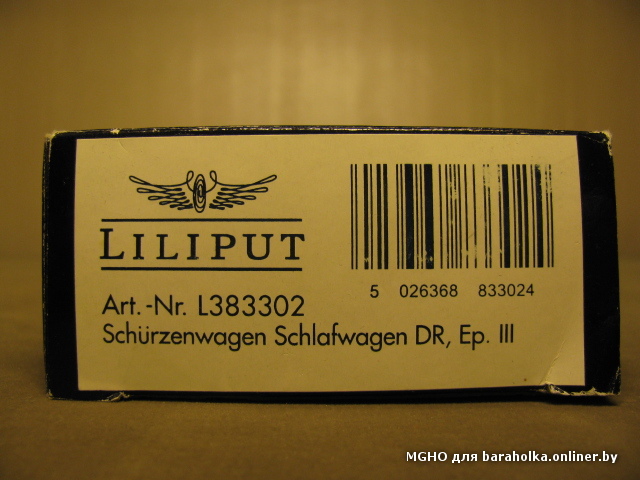 LILIPUT
5 026368 833024
Art.-Nr. L383302
Schürzenwagen Schlafwagen DR, Ep. III
MGHO для baraholka.onliner.by